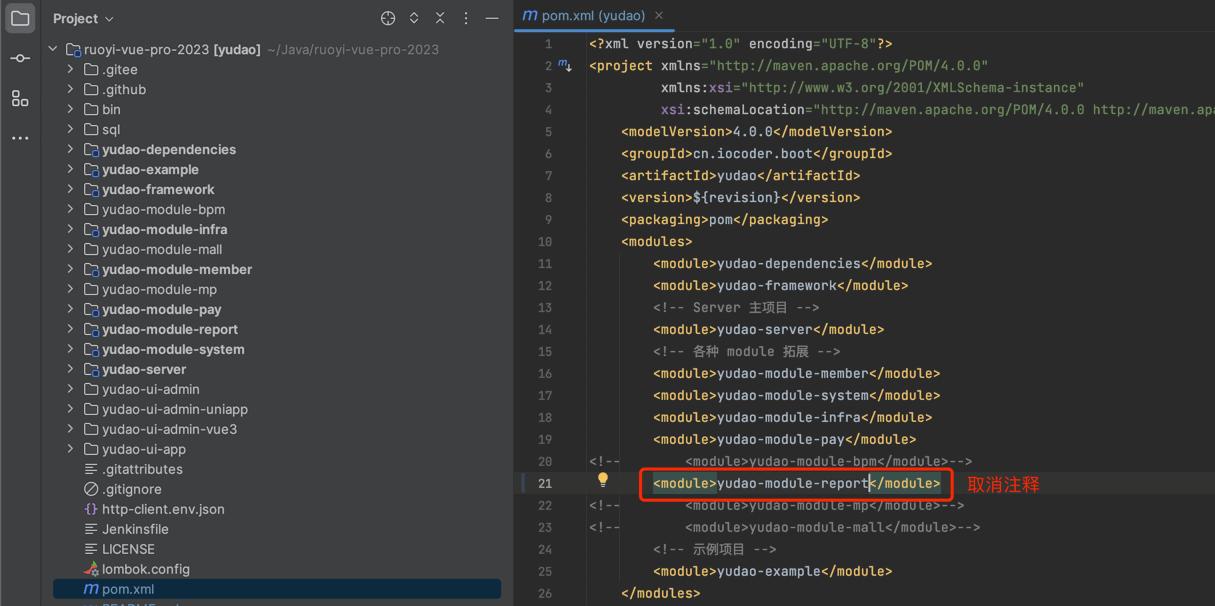 Project
ruoyi-vue-pro-2023 [yudao] ~/Java/ruoyi-vue-pro-2023
.gitee
.github
bin
sql
yudao-dependencies
yudao-example
yudao-framework
yudao-module-bpm
yudao-module-infra
yudao-module-mall
yudao-module-member
yudao-module-mp
yudao-module-pay
yudao-module-report
yudao-module-system
yudao-server
yudao-ui-admin
yudao-ui-admin-uniapp
yudao-ui-admin-vue3
yudao-ui-app
.gitattributes
.gitignore
http-client.env.json
Jenkinsfile
LICENSE
lombok.config
pom.xml
pom.xml (yudao)
1 <?xml version="1.0" encoding="UTF-8"?>
2 <project xmlns="http://maven.apache.org/POM/4.0.0"
3 xmlns:xsi="http://www.w3.org/2001/XMLSchema-instance"
4 xsi:schemaLocation="http://maven.apache.org/POM/4.0.0 http://maven.apa
5 <modelVersion>4.0.0</modelVersion>
6 <groupId>cn.iocoder.boot</groupId>
7 <artifactId>yudao</artifactId>
8 <version>${revision}</version>
9 <packaging>pom</packaging>
10 <modules>
11 <module>yudao-dependencies</module>
12 <module>yudao-framework</module>
13 <!-- Server 主项目 -->
14 <module>yudao-server</module>
15 <!-- 各种 module 拓展 -->
16 <module>yudao-module-member</module>
17 <module>yudao-module-system</module>
18 <module>yudao-module-infra</module>
19 <module>yudao-module-pay</module>
20 <!-- <module>yudao-module-bpm</module>-->
21 <module>yudao-module-report</module> 取消注释
22 <!-- <module>yudao-module-mp</module>-->
23 <!-- <module>yudao-module-mall</module>-->
24 <!-- 示例项目 -->
25 <module>yudao-example</module>
26 </modules>